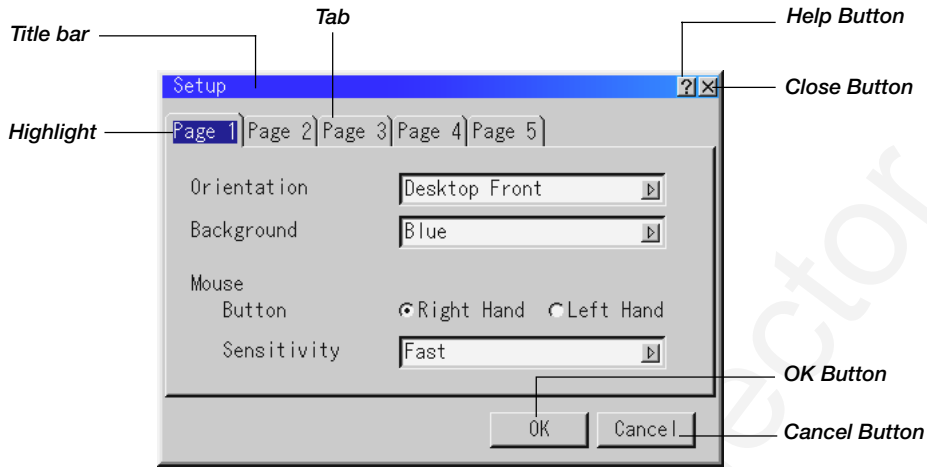 Tab
Help Button
Title bar
Setup
?
Close Button
Highlight
Page 1 Page 2 Page 3 Page 4 Page 5
Orientation Desktop Front
Background Blue
Mouse
Button Right Hand Left Hand
Sensitivity Fast
OK Button
OK Cancel
Cancel Button
ector